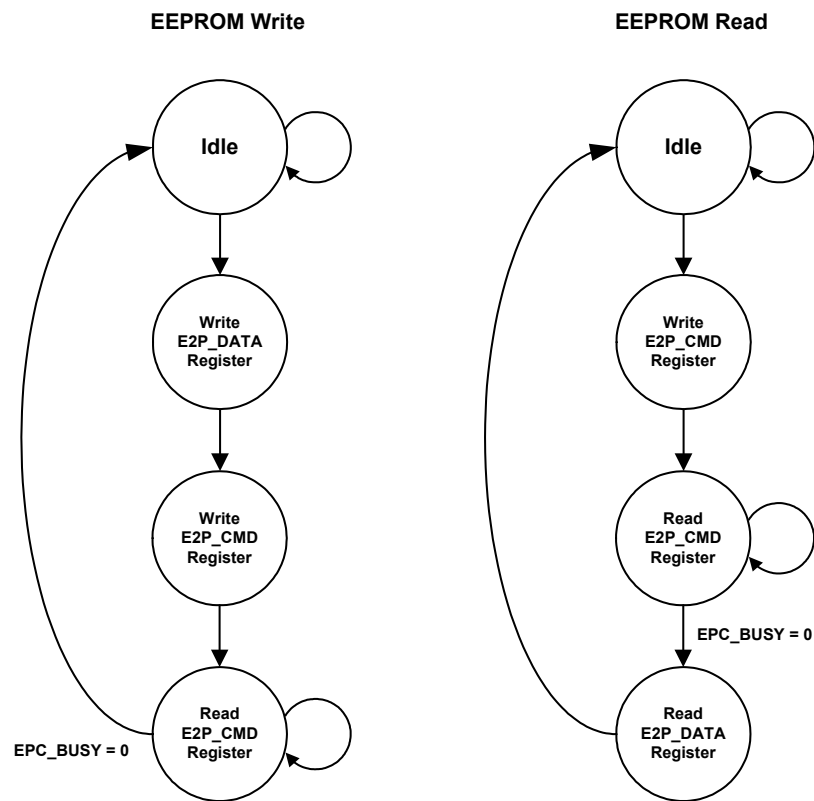 EEPROM Write
Idle
Write
E2P_DATA
Register
Write
E2P_CMD
Register
Read
E2P_CMD
Register
EPC_BUSY = 0
EEPROM Read
Idle
Write
E2P_CMD
Register
Read
E2P_CMD
Register
EPC_BUSY = 0
Read
E2P_DATA
Register